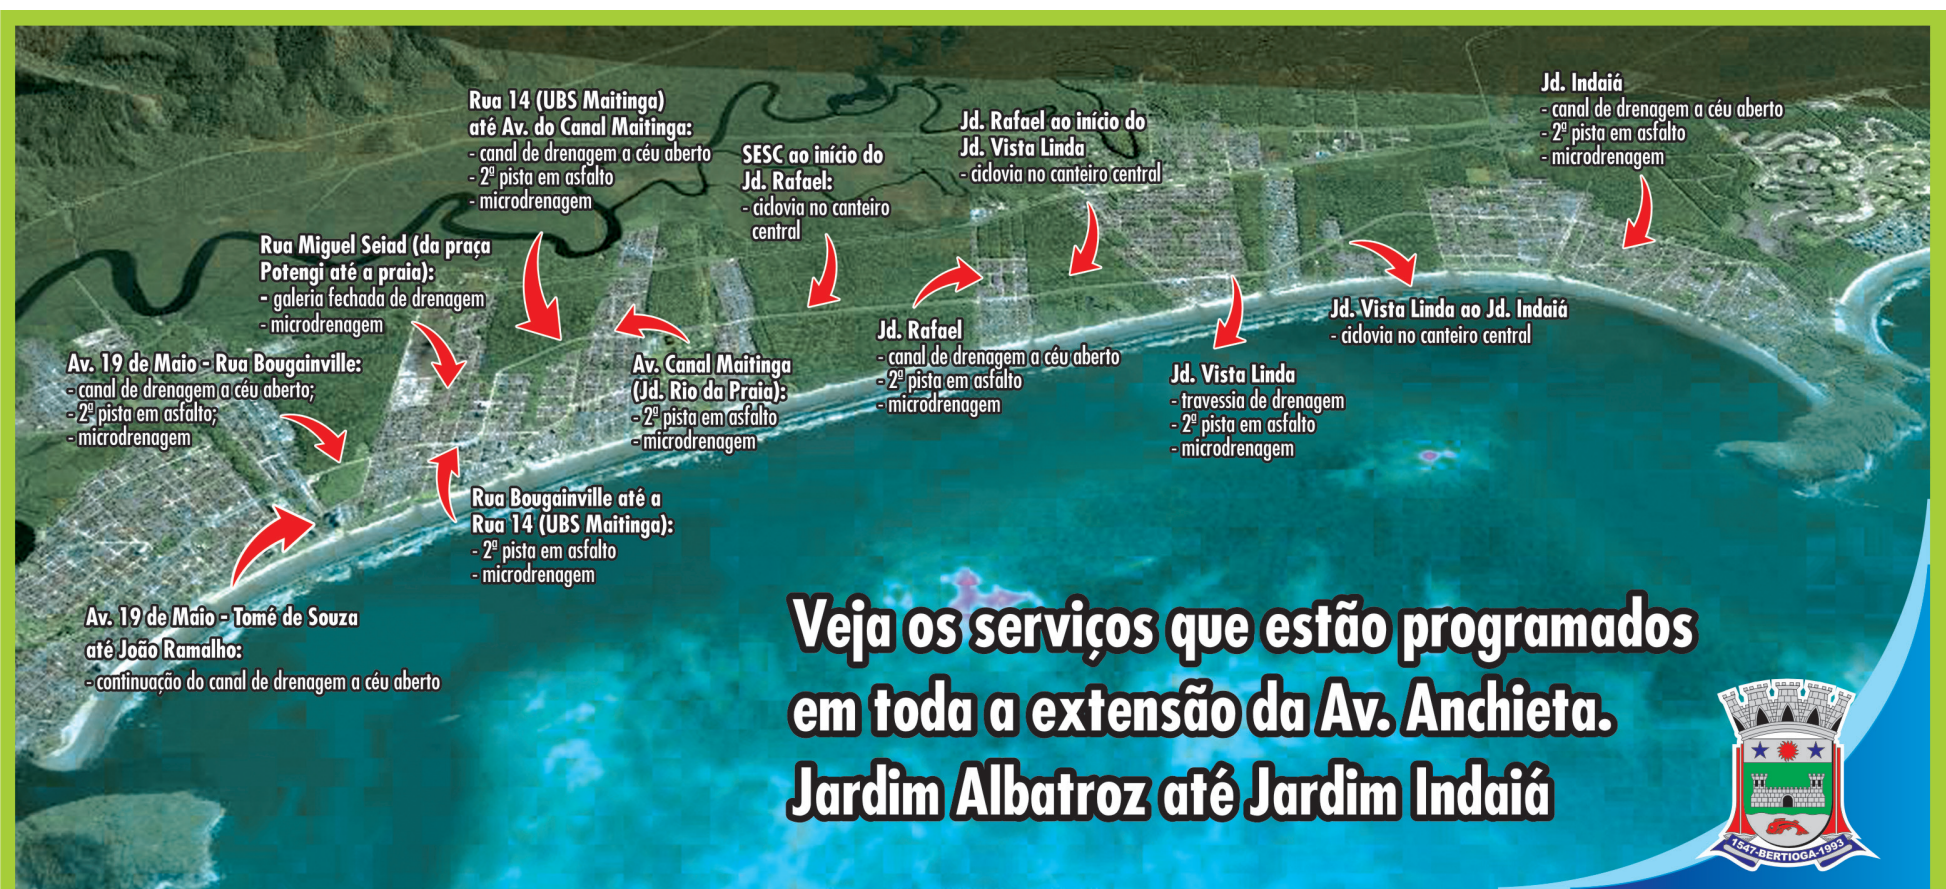 Rua 14 (UBS Maitinga)
até Av. do Canal Maitinga:
- canal de drenagem a céu aberto
- 2ª pista em asfalto
- microdrenagem
SESC ao início do
Jd. Rafael:
- ciclovia no canteiro
central
Jd. Rafael ao início do
Jd. Vista Linda
- ciclovia no canteiro central
Jd. Indaiá
- canal de drenagem a céu aberto
- 2ª pista em asfalto
- microdrenagem
Rua Miguel Seiad (da praça
Potengi até a praia):
- galeria fechada de drenagem
- microdrenagem
Av. 19 de Maio - Rua Bougainville:
- canal de drenagem a céu aberto;
- 2ª pista em asfalto;
- microdrenagem
Av. Canal Maitinga
(Jd. Rio da Praia):
- 2ª pista em asfalto
- microdrenagem
Jd. Rafael
- canal de drenagem a céu aberto
- 2ª pista em asfalto
- microdrenagem
Jd. Vista Linda
- travessia de drenagem
- 2ª pista em asfalto
- microdrenagem
Jd. Vista Linda ao Jd. Indaiá
- ciclovia no canteiro central
Rua Bougainville até a
Rua 14 (UBS Maitinga):
- 2ª pista em asfalto
- microdrenagem
Av. 19 de Maio - Tomé de Souza
até João Ramalho:
- continuação do canal de drenagem a céu aberto
Veja os serviços que estão programados
em toda a extensão da Av. Anchieta.
Jardim Albatroz até Jardim Indaiá
1547-BERTIOGA-1993